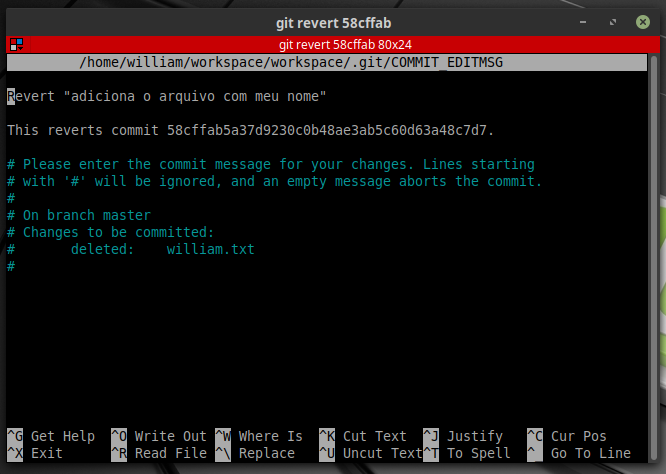 git revert 58cffab
git revert 58cffab 80x24
/home/william/workspace/workspace/.git/COMMIT_EDITMSG
Revert "adiciona o arquivo com meu nome"
This reverts commit 58cffab5a37d9230c0b48ae3ab5c60d63a48c7d7.
# Please enter the commit message for your changes. Lines starting
# with '#' will be ignored, and an empty message aborts the commit.
#
# On branch master
# Changes to be committed:
#       deleted:    william.txt
#
^G Get Help  ^O Write Out ^W Where Is  ^K Cut Text  ^J Justify   ^C Cur Pos
^X Exit      ^R Read File ^\ Replace   ^U Uncut Text^T To Spell  ^_ Go To Line